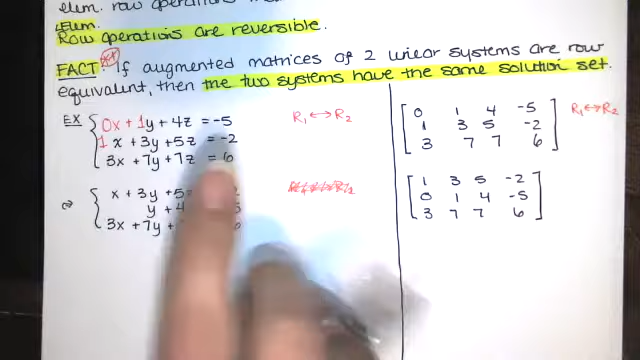 elem. row operations
Elem.
Row operations are reversible.
FACT: If augmented matrices of 2 linear systems are row
equivalent, then the two systems have the same solution set.
EX { 0x + 1y + 4z = -5
1x + 3y + 5z = -2
3x + 7y + 7z = 6
R1 ↔ R2
[ 0 1 4 -5
1 3 5 -2
3 7 7 6 ]
R1 ↔ R2
⇒ { x + 3y + 5
y + 4
3x + 7y +
[ 1 3 5 -2
0 1 4 -5
3 7 7 6 ]